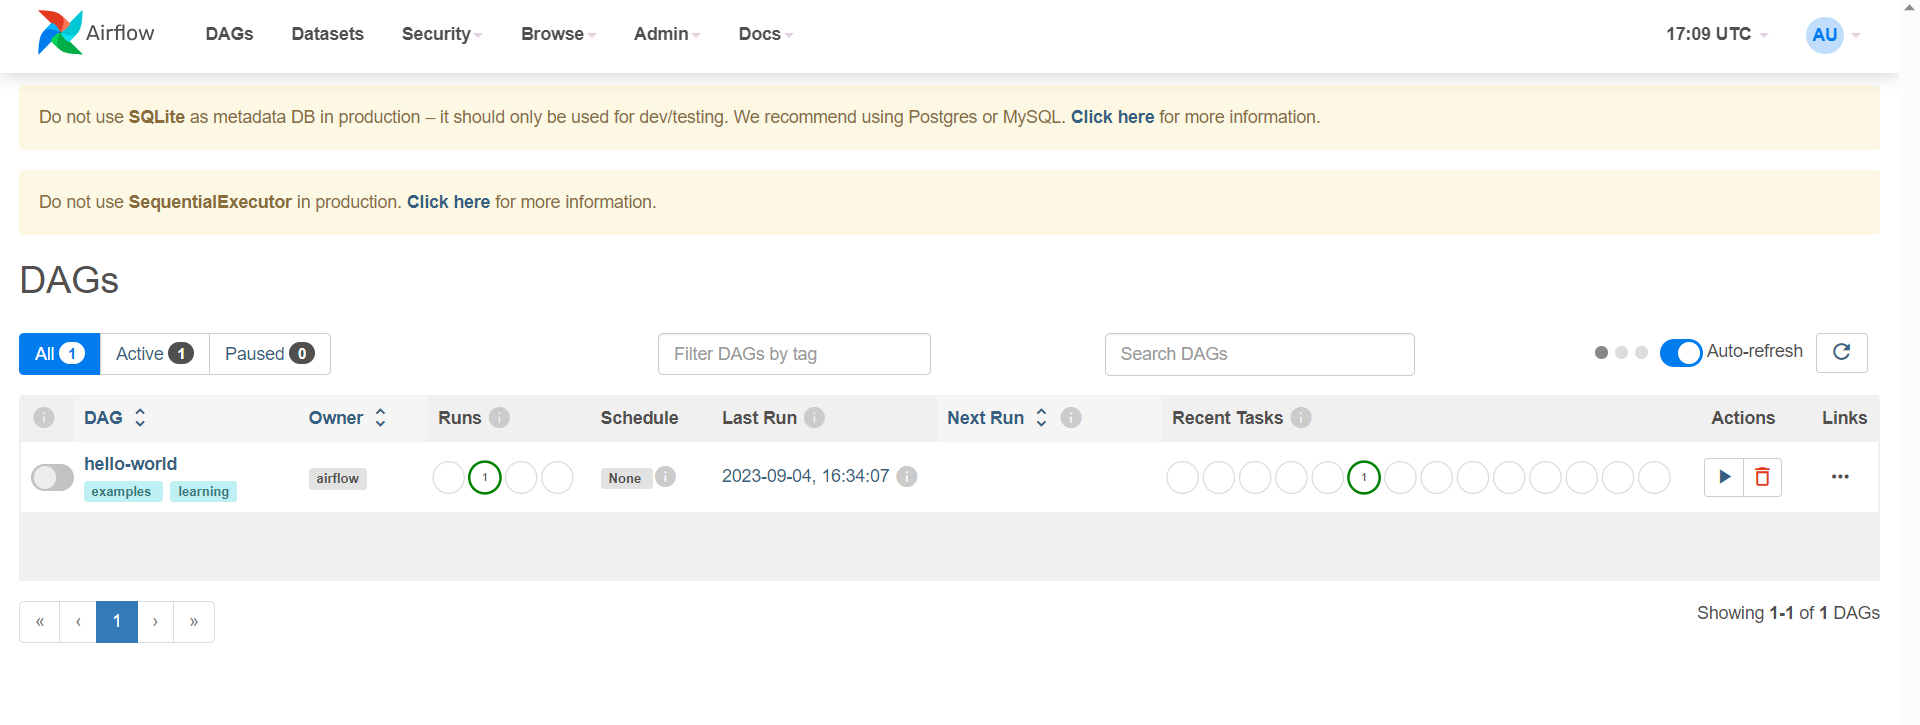 Airflow DAGs Datasets Security Browse Admin Docs 17:09 UTC AU
Do not use SQLite as metadata DB in production – it should only be used for dev/testing. We recommend using Postgres or MySQL. Click here for more information.
Do not use SequentialExecutor in production. Click here for more information.
DAGs
All 1 Active 1 Paused 0 Filter DAGs by tag Search DAGs Auto-refresh
i DAG Owner Runs i Schedule Last Run i Next Run i Recent Tasks i Actions Links
hello-world
airflow 1 None i 2023-09-04, 16:34:07 i 1 •••
examples learning
« ‹ 1 › »
Showing 1-1 of 1 DAGs